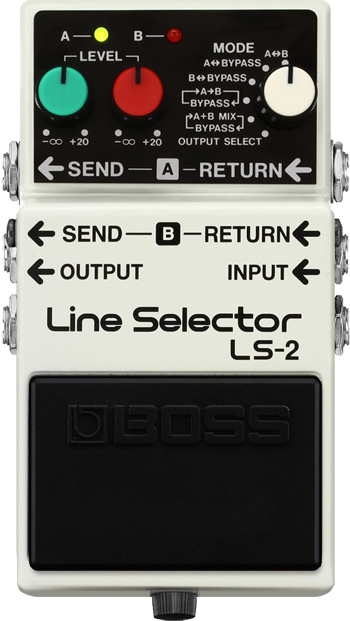 A B
LEVEL
-∞ +20 -∞ +20
MODE
A↔B
A↔BYPASS
B↔BYPASS
→A↔B
BYPASS←
→A+B MIX
BYPASS←
OUTPUT SELECT
← SEND — A — RETURN ←
← SEND — B — RETURN ←
← OUTPUT INPUT ←
Line Selector
LS-2
BOSS